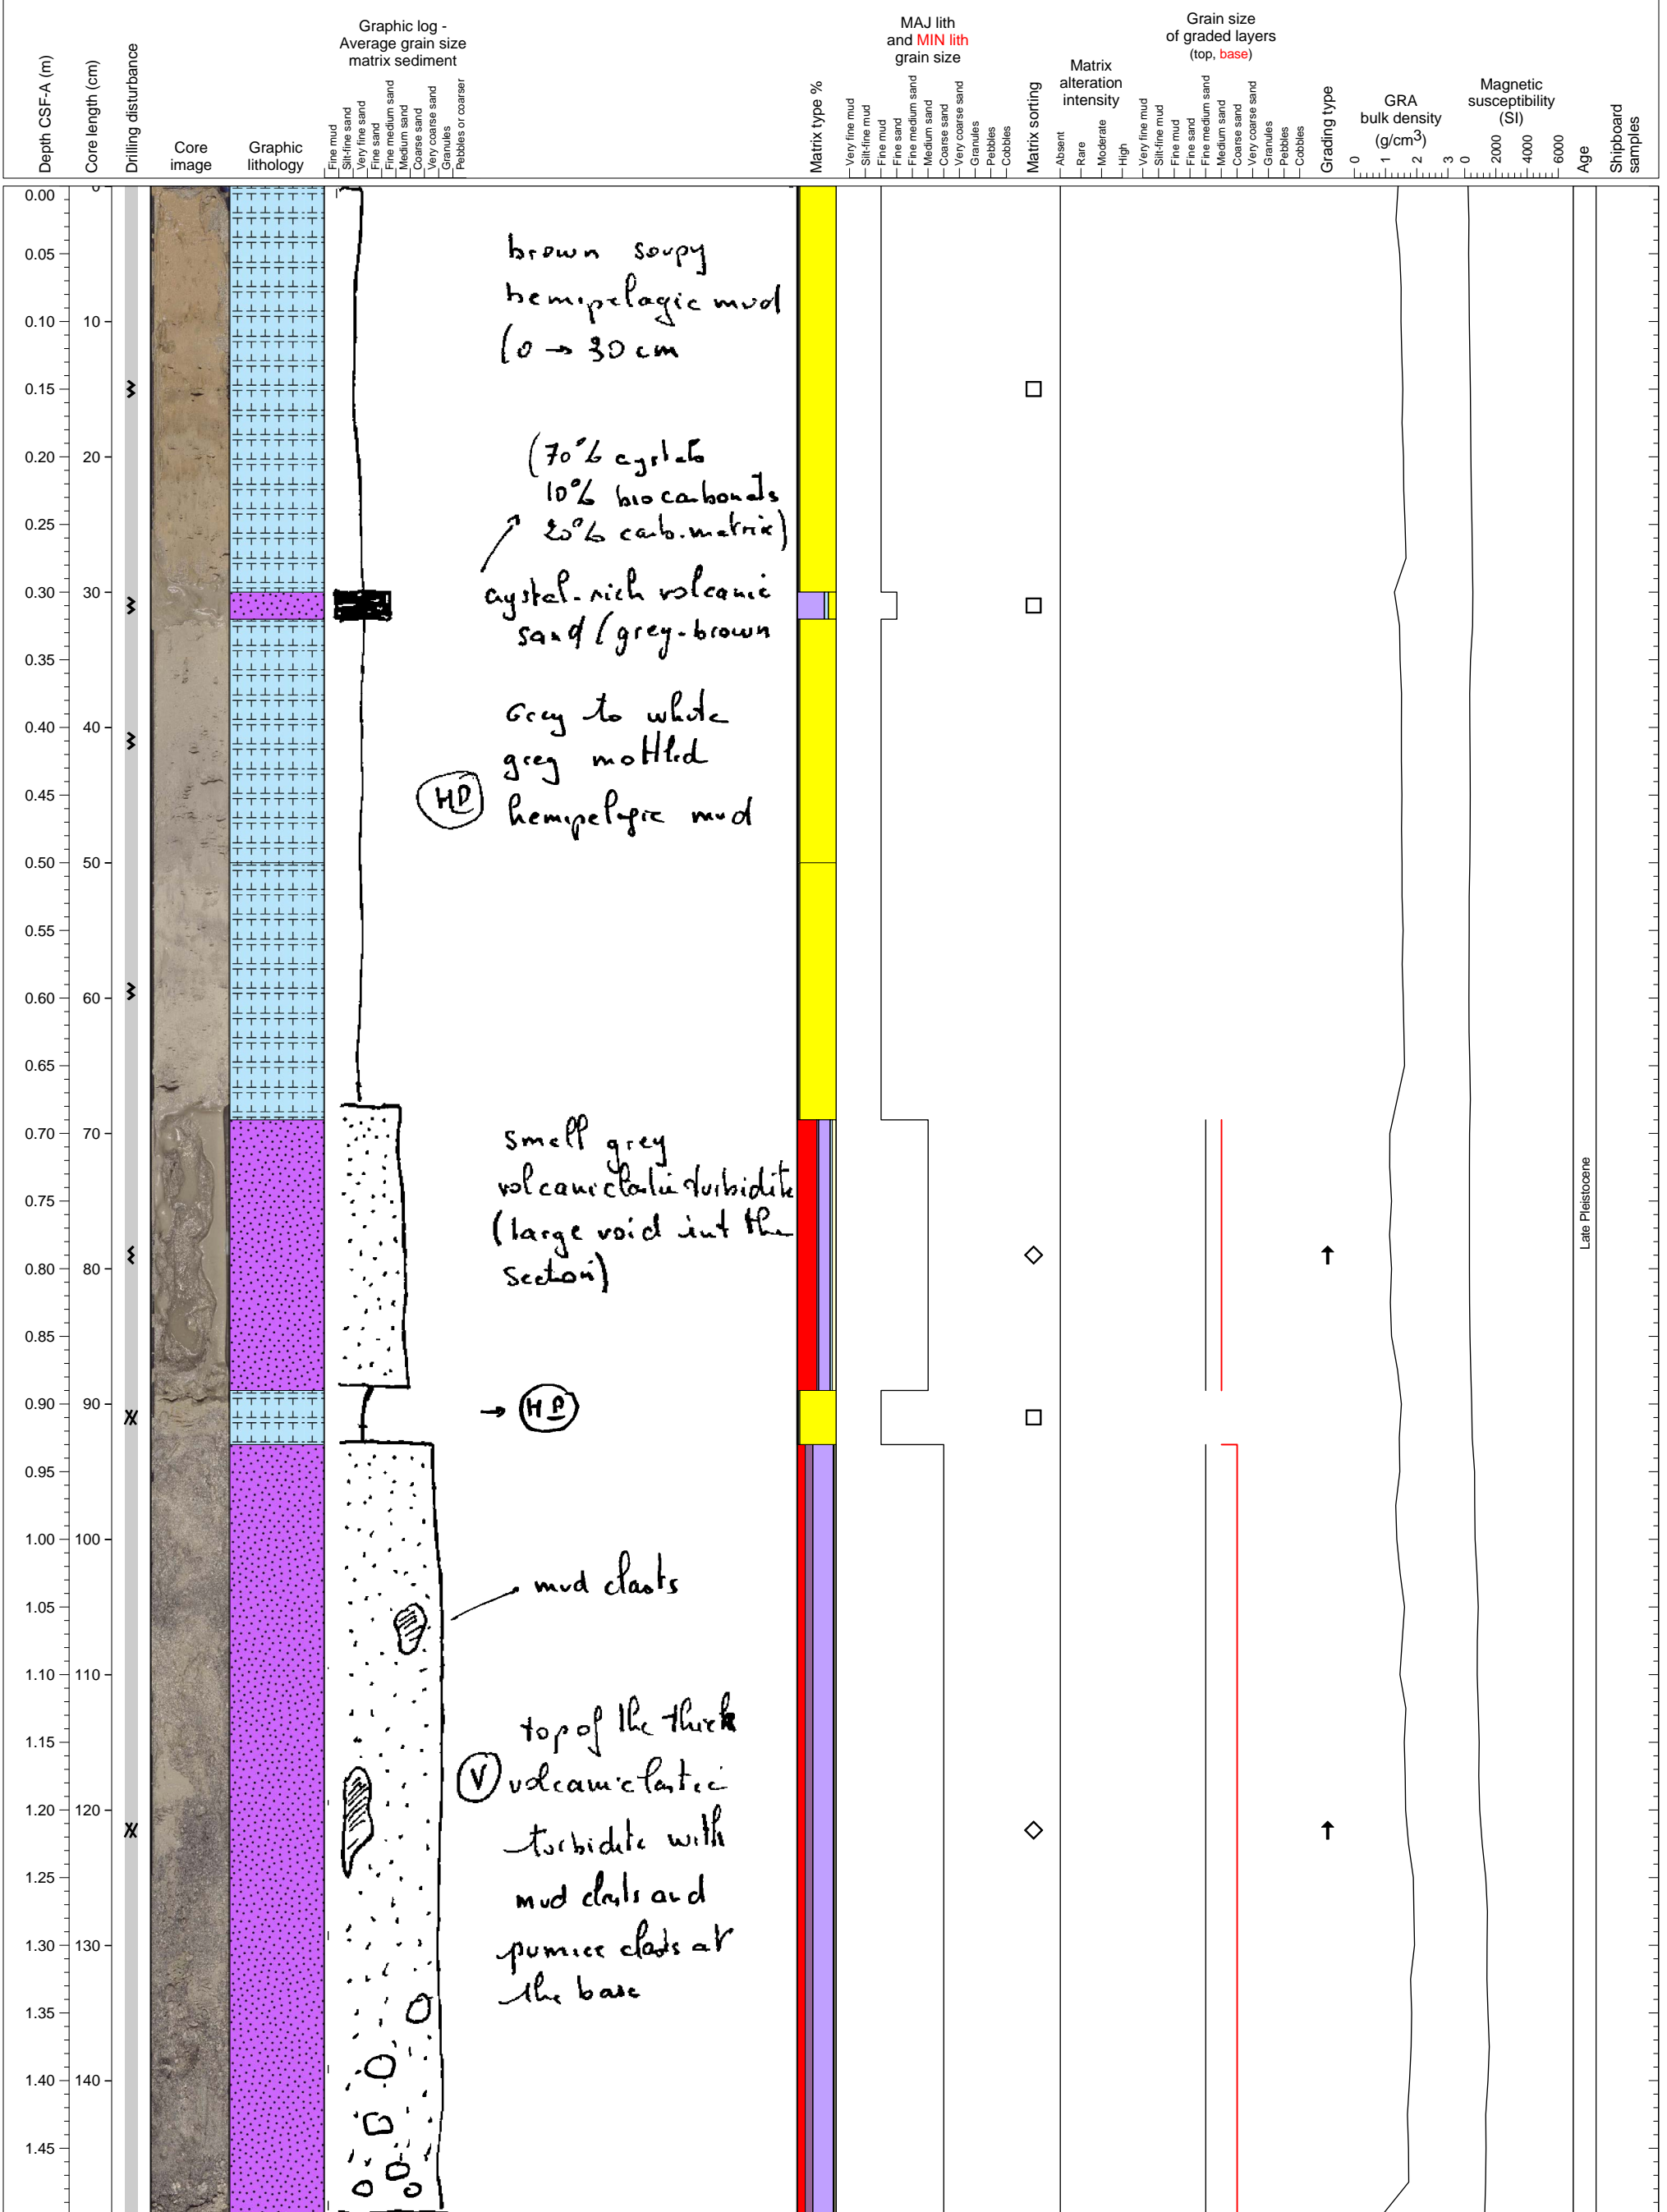 Depth CSF-A (m)
Core length (cm)
Drilling disturbance
Core
image
Graphic
lithology
Graphic log -
Average grain size
matrix sediment
Fine mud
Silt-fine sand
Very fine sand
Fine sand
Fine medium sand
Medium sand
Coarse sand
Very coarse sand
Granules
Pebbles or coarser
Matrix type %
MAJ lith
and MIN lith
grain size
Very fine mud
Silt-fine mud
Fine mud
Fine sand
Fine medium sand
Medium sand
Coarse sand
Very coarse sand
Granules
Pebbles
Cobbles
Matrix sorting
Matrix
alteration
intensity
Absent
Rare
Moderate
High
Grain size
of graded layers
(top, base)
Very fine mud
Silt-fine mud
Fine mud
Fine sand
Fine medium sand
Medium sand
Coarse sand
Very coarse sand
Granules
Pebbles
Cobbles
Grading type
GRA
bulk density
(g/cm3)
0 1 2 3
Magnetic
susceptibility
(SI)
0 2000 4000 6000
Age
Shipboard
samples
0.00 0
0.05
0.10 10
0.15
0.20 20
0.25
0.30 30
0.35
0.40 40
0.45
0.50 50
0.55
0.60 60
0.65
0.70 70
0.75
0.80 80
0.85
0.90 90
0.95
1.00 100
1.05
1.10 110
1.15
1.20 120
1.25
1.30 130
1.35
1.40 140
1.45
brown soupy
hemipelagic mud
(0 → 30 cm
(70% cystals
10% biocarbonats
20% carb. matrix)
cystal-rich volcanic
sand (grey-brown
Grey to white
grey mottled
HP hemipelagic mud
small grey
volcaniclastic turbidite
(large void int the
section)
→ HP
mud clasts
top of the thick
V volcaniclastic
turbidite with
mud clasts and
pumice clasts at
the base
Late Pleistocene